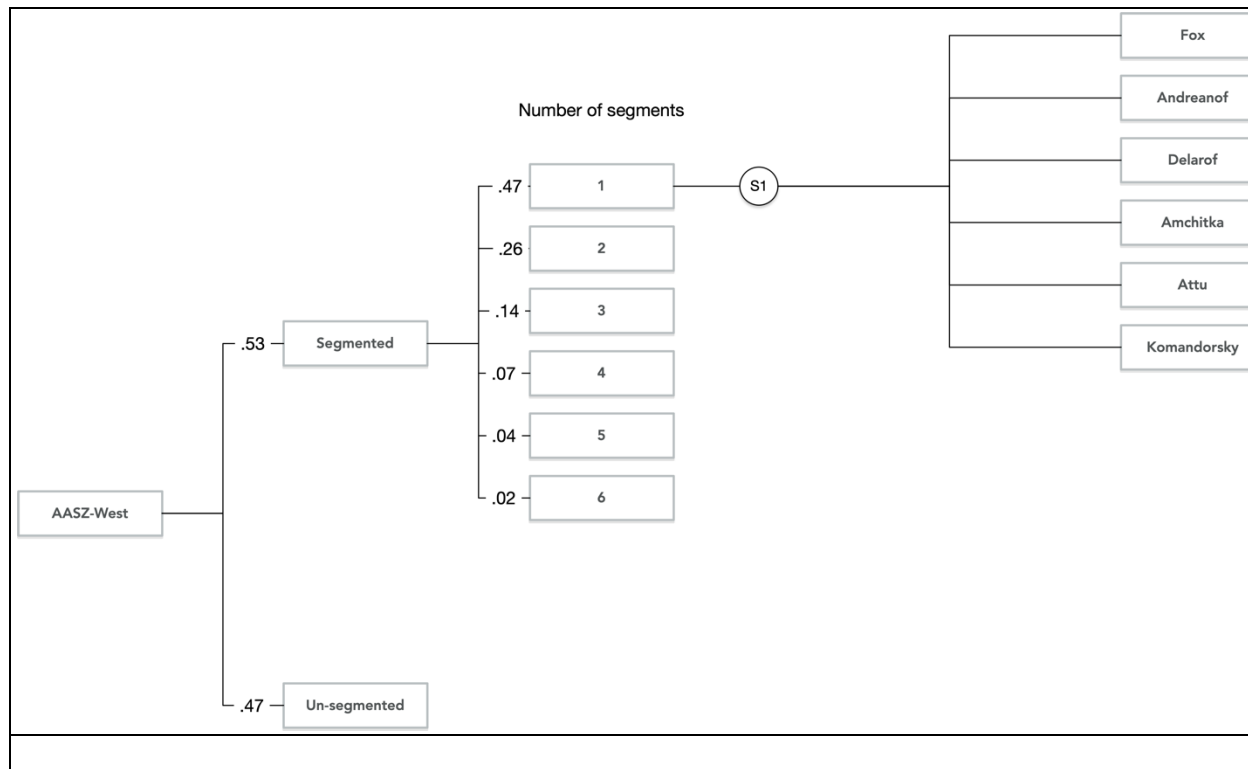 Fox
Andreanof
Number of segments
Delarof
.47
1
S1
Amchitka
.26
2
Attu
.14
3
.53
Segmented
Komandorsky
.07
4
.04
5
.02
6
AASZ-West
.47
Un-segmented